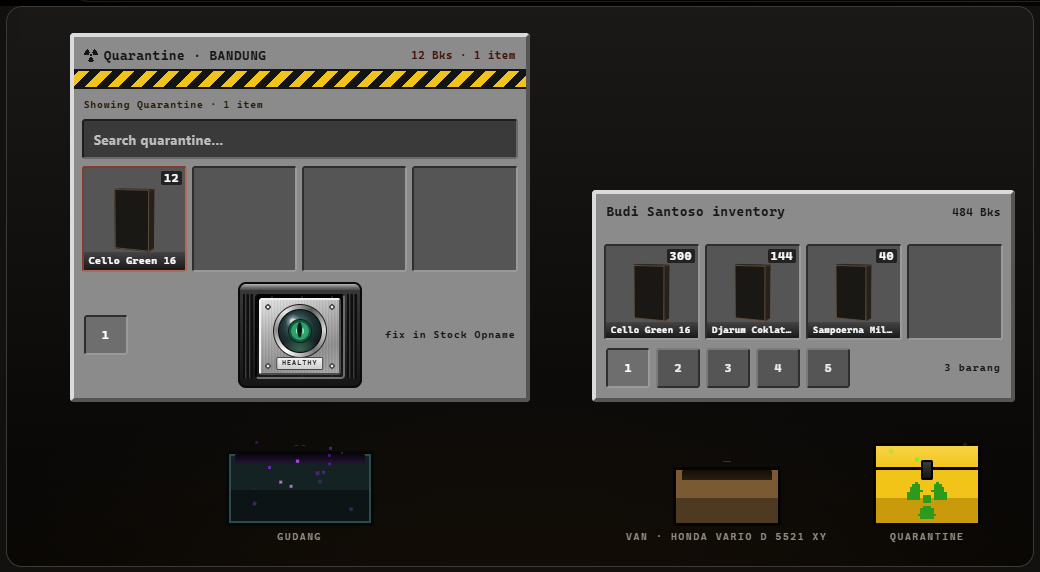 Quarantine · BANDUNG
12 Bks · 1 item
Showing Quarantine · 1 item
Search quarantine...
12
Cello Green 16
1
HEALTHY
fix in Stock Opname
Budi Santoso inventory
484 Bks
300
Cello Green 16
144
Djarum Coklat…
40
Sampoerna Mil…
1
2
3
4
5
3 barang
GUDANG
VAN · HONDA VARIO D 5521 XY
QUARANTINE